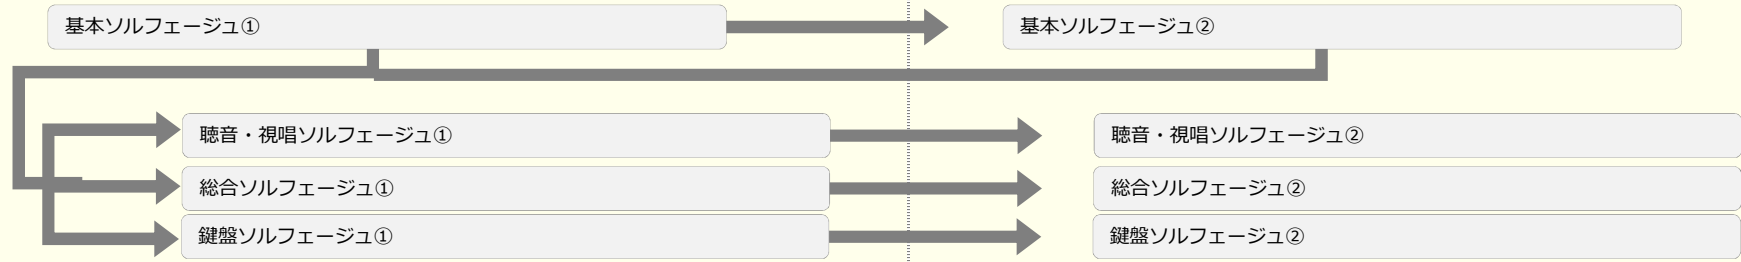 基本ソルフェージュ①
基本ソルフェージュ②
聴音・視唱ソルフェージュ①
聴音・視唱ソルフェージュ②
総合ソルフェージュ①
総合ソルフェージュ②
鍵盤ソルフェージュ①
鍵盤ソルフェージュ②